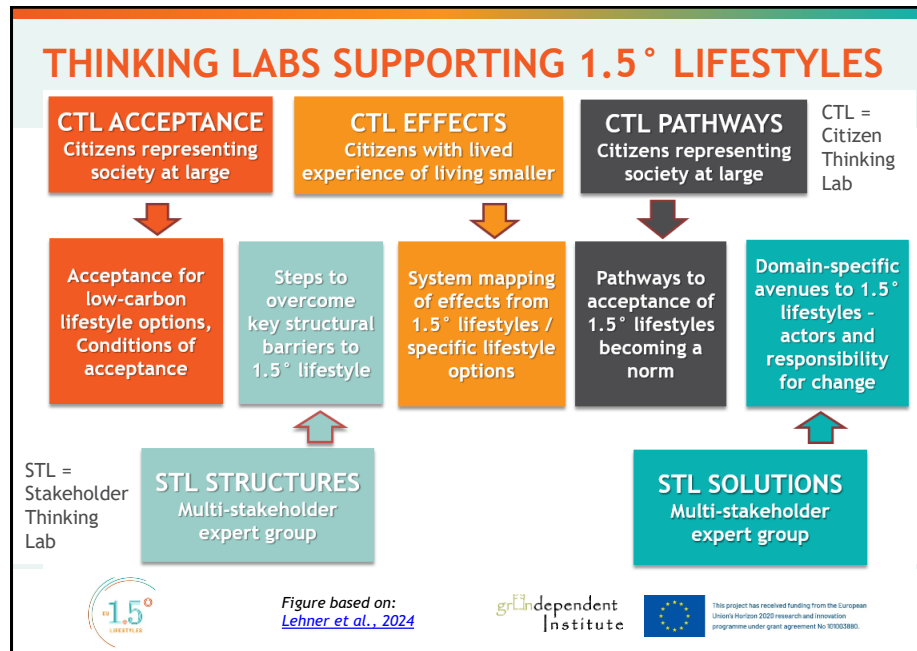 THINKING LABS SUPPORTING 1.5° LIFESTYLES
CTL ACCEPTANCE
Citizens representing
society at large
CTL EFFECTS
Citizens with lived
experience of living smaller
CTL PATHWAYS
Citizens representing
society at large
CTL =
Citizen
Thinking
Lab
Acceptance for
low-carbon
lifestyle options,
Conditions of
acceptance
Steps to
overcome
key structural
barriers to
1.5° lifestyle
System mapping
of effects from
1.5° lifestyles /
specific lifestyle
options
Pathways to
acceptance of
1.5° lifestyles
becoming a
norm
Domain-specific
avenues to 1.5°
lifestyles –
actors and
responsibility
for change
STL =
Stakeholder
Thinking
Lab
STL STRUCTURES
Multi-stakeholder
expert group
STL SOLUTIONS
Multi-stakeholder
expert group
EU 1.5°
LIFESTYLES
Figure based on:
Lehner et al., 2024
grEEndependent
Institute
This project has received funding from the European
Union's Horizon 2020 research and innovation
programme under grant agreement No 101003880.